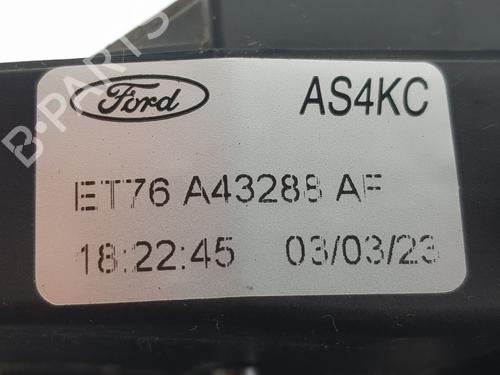 B-PARTS
Ford AS4KC
ET76 A43288 AF
18:22:45 03/03/23